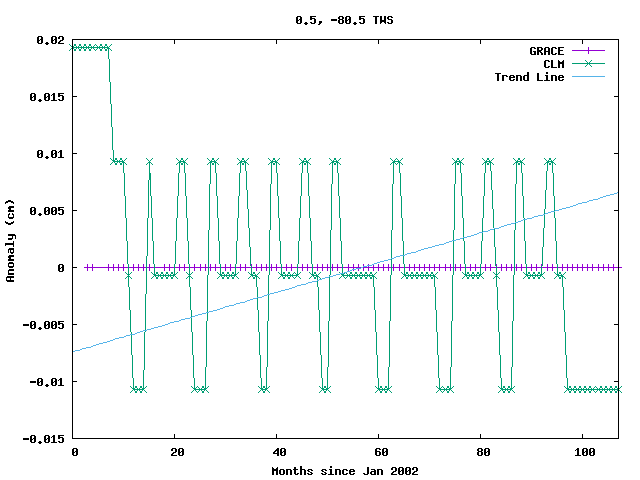 0.5, -80.5 TWS
GRACE
CLM
Trend Line
0.02
0.015
0.01
0.005
0
-0.005
-0.01
-0.015
Anomaly (cm)
0 20 40 60 80 100
Months since Jan 2002